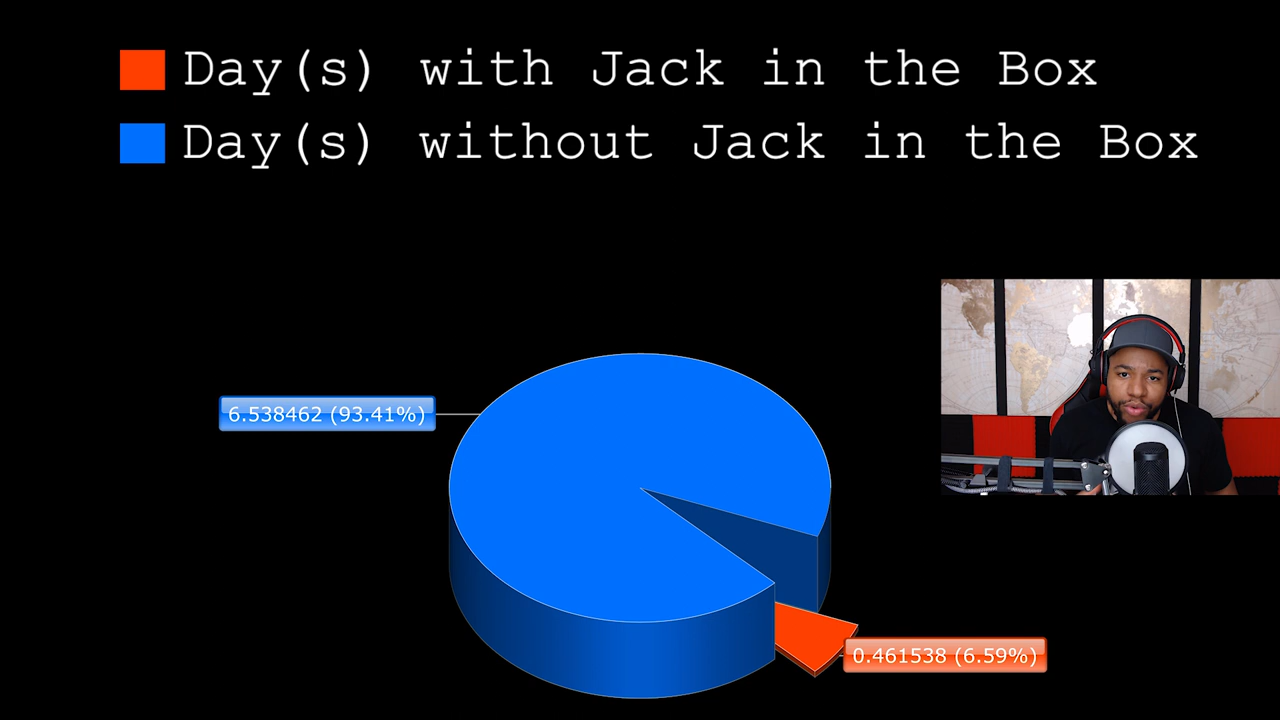 Day(s) with Jack in the Box
Day(s) without Jack in the Box
6.538462 (93.41%)
0.461538 (6.59%)